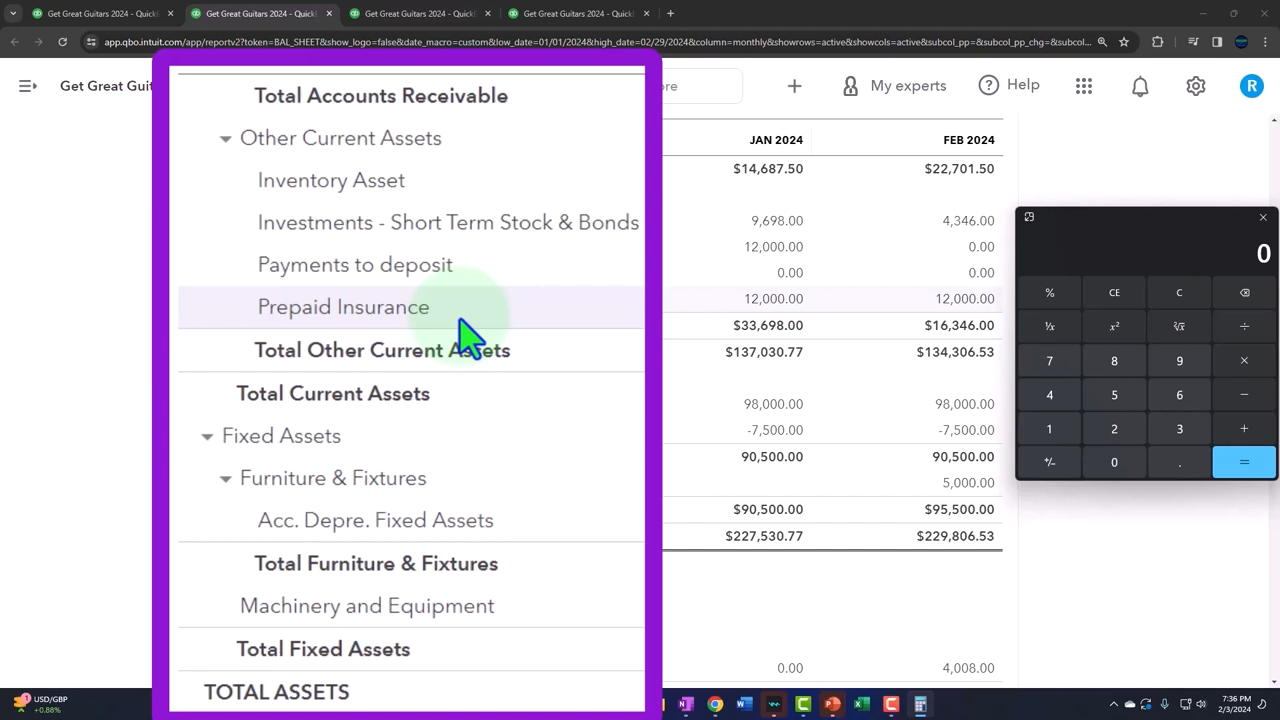 Get Great Guitars 2024 - Quick
Get Great Guitars 2024 - Quick
Get Great Guitars 2024 - Quick
Get Great Guitars 2024 - Quick
app.qbo.intuit.com/app/reportv2?token=BAL_SHEET&show_logo=false&date_macro=custom&low_date=01/01/2024&high_date=02/29/2024&column=monthly&showrows=active&showcols=active&subcol_pp_chg=&subcol...
Get Great Guit
ore
My experts
Help
R
JAN 2024 FEB 2024
$14,687.50 $22,701.50
Total Accounts Receivable
Other Current Assets
Inventory Asset 9,698.00 4,346.00
Investments - Short Term Stock & Bonds 12,000.00 0.00
Payments to deposit 0.00 0.00
Prepaid Insurance 12,000.00 12,000.00
Total Other Current Assets $33,698.00 $16,346.00
Total Current Assets $137,030.77 $134,306.53
Fixed Assets
Furniture & Fixtures 98,000.00 98,000.00
Acc. Depre. Fixed Assets -7,500.00 -7,500.00
Total Furniture & Fixtures 90,500.00 90,500.00
Machinery and Equipment 5,000.00
Total Fixed Assets $90,500.00 $95,500.00
TOTAL ASSETS $227,530.77 $229,806.53
0.00 4,008.00
0
% CE C
⅟x x² ²√x ÷
7 8 9 ×
4 5 6 −
1 2 3 +
+/- 0 . =
1
USD/GBP
+0.88%
7:36 PM
2/3/2024